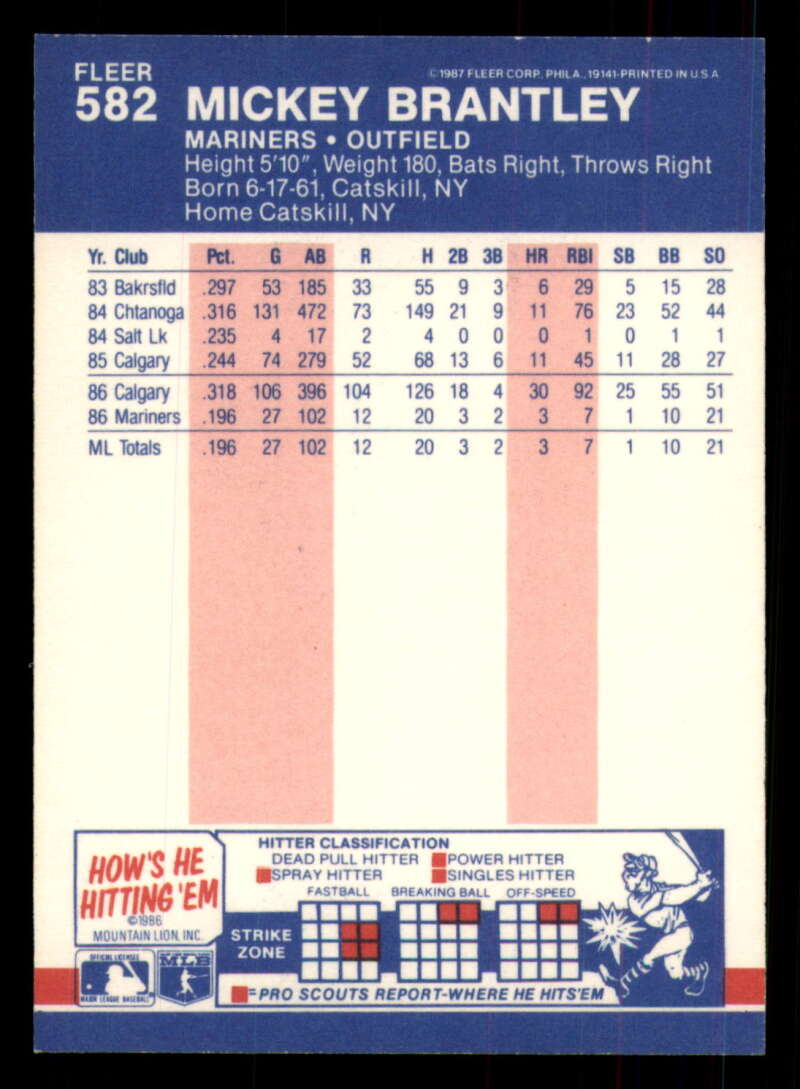 FLEER
©1987 FLEER CORP. PHILA., 19141-PRINTED IN U.S.A
582 MICKEY BRANTLEY
MARINERS • OUTFIELD
Height 5'10", Weight 180, Bats Right, Throws Right
Born 6-17-61, Catskill, NY
Home Catskill, NY
Yr. Club Pct. G AB R H 2B 3B HR RBI SB BB SO
83 Bakrsfld .297 53 185 33 55 9 3 6 29 5 15 28
84 Chtanoga .316 131 472 73 149 21 9 11 76 23 52 44
84 Salt Lk .235 4 17 2 4 0 0 0 1 0 1 1
85 Calgary .244 74 279 52 68 13 6 11 45 11 28 27
86 Calgary .318 106 396 104 126 18 4 30 92 25 55 51
86 Mariners .196 27 102 12 20 3 2 3 7 1 10 21
ML Totals .196 27 102 12 20 3 2 3 7 1 10 21
HOW'S HE
HITTING 'EM
©1986
MOUNTAIN LION, INC.
HITTER CLASSIFICATION
DEAD PULL HITTER POWER HITTER
SPRAY HITTER SINGLES HITTER
FASTBALL BREAKING BALL OFF-SPEED
STRIKE
ZONE
=PRO SCOUTS REPORT-WHERE HE HITS'EM
OFFICIAL LICENSEE
MAJOR LEAGUE BASEBALL
MLB